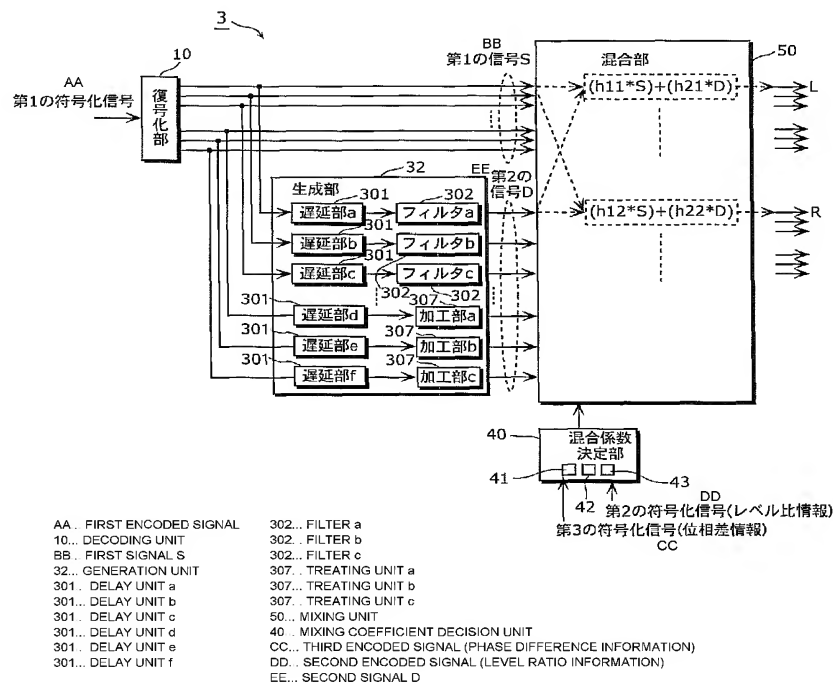 3
10
AA
第1の符号化信号
復号化部
BB
第1の信号S
混合部
50
(h11*S)+(h21*D)
L
32
EE
第2の信号D
生成部
301
302
遅延部a
フィルタa
301
遅延部b
フィルタb
301
遅延部c
フィルタc
302
302
301
307
遅延部d
加工部a
301
307
遅延部e
加工部b
301
307
遅延部f
加工部c
(h12*S)+(h22*D)
R
40
混合係数
決定部
41
42
43
DD
第2の符号化信号(レベル比情報)
第3の符号化信号(位相差情報)
CC
AA... FIRST ENCODED SIGNAL
10... DECODING UNIT
BB... FIRST SIGNAL S
32... GENERATION UNIT
301... DELAY UNIT a
301... DELAY UNIT b
301... DELAY UNIT c
301... DELAY UNIT d
301... DELAY UNIT e
301... DELAY UNIT f
302... FILTER a
302... FILTER b
302... FILTER c
307... TREATING UNIT a
307... TREATING UNIT b
307... TREATING UNIT c
50... MIXING UNIT
40... MIXING COEFFICIENT DECISION UNIT
CC... THIRD ENCODED SIGNAL (PHASE DIFFERENCE INFORMATION)
DD... SECOND ENCODED SIGNAL (LEVEL RATIO INFORMATION)
EE... SECOND SIGNAL D